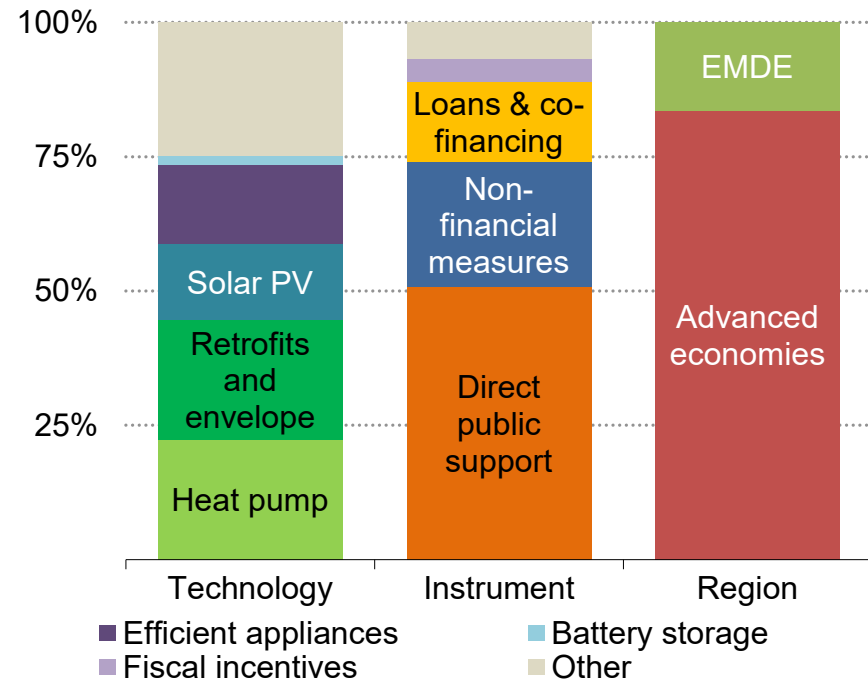 100%
75%
50%
25%
Solar PV
Retrofits
and
envelope
Heat pump
Loans & co-
financing
Non-
financial
measures
Direct
public
support
EMDE
Advanced
economies
Technology
Instrument
Region
Efficient appliances
Battery storage
Fiscal incentives
Other